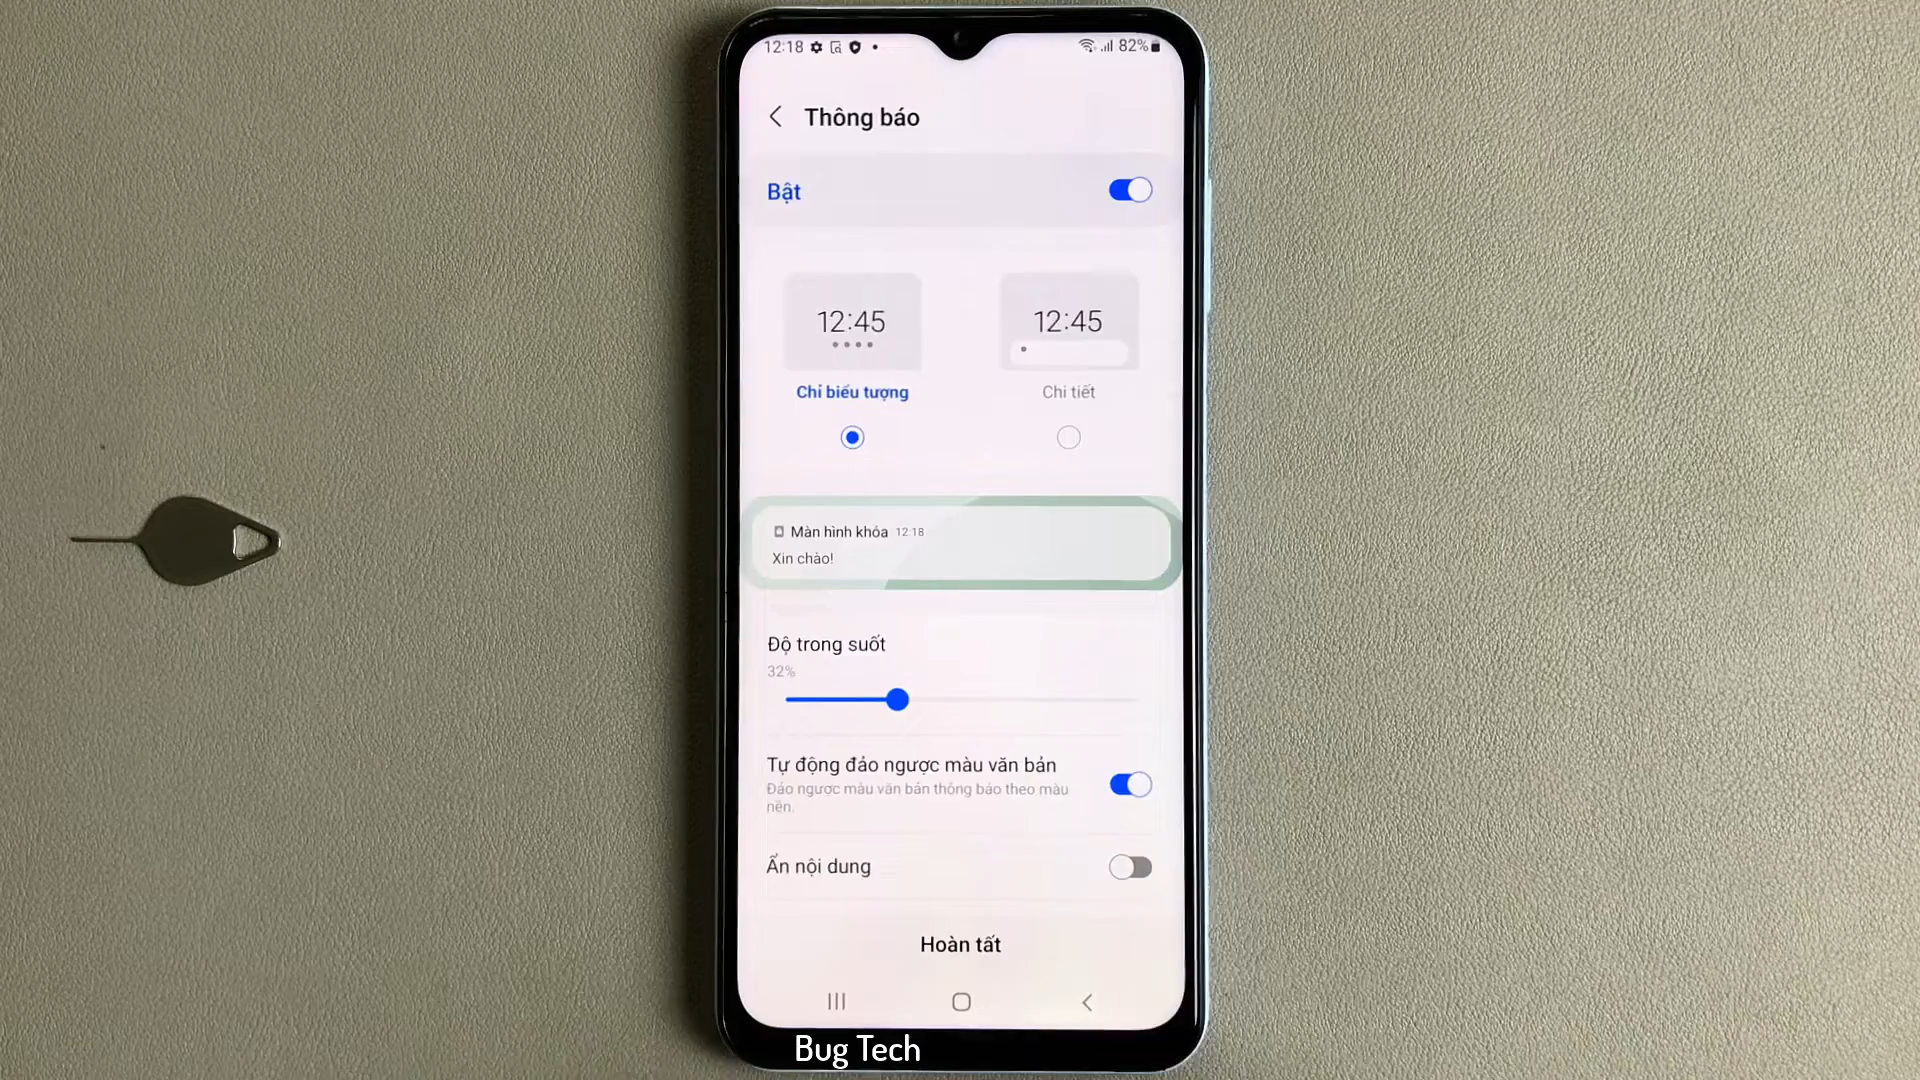 12:18 82%
Thông báo
Bật
12:45 12:45
Chỉ biểu tượng Chi tiết
Màn hình khóa 12:18
Xin chào!
Độ trong suốt
32%
Tự động đảo ngược màu văn bản
Đảo ngược màu văn bản thông báo theo màu
nền.
Ẩn nội dung
Hoàn tất
Bug Tech